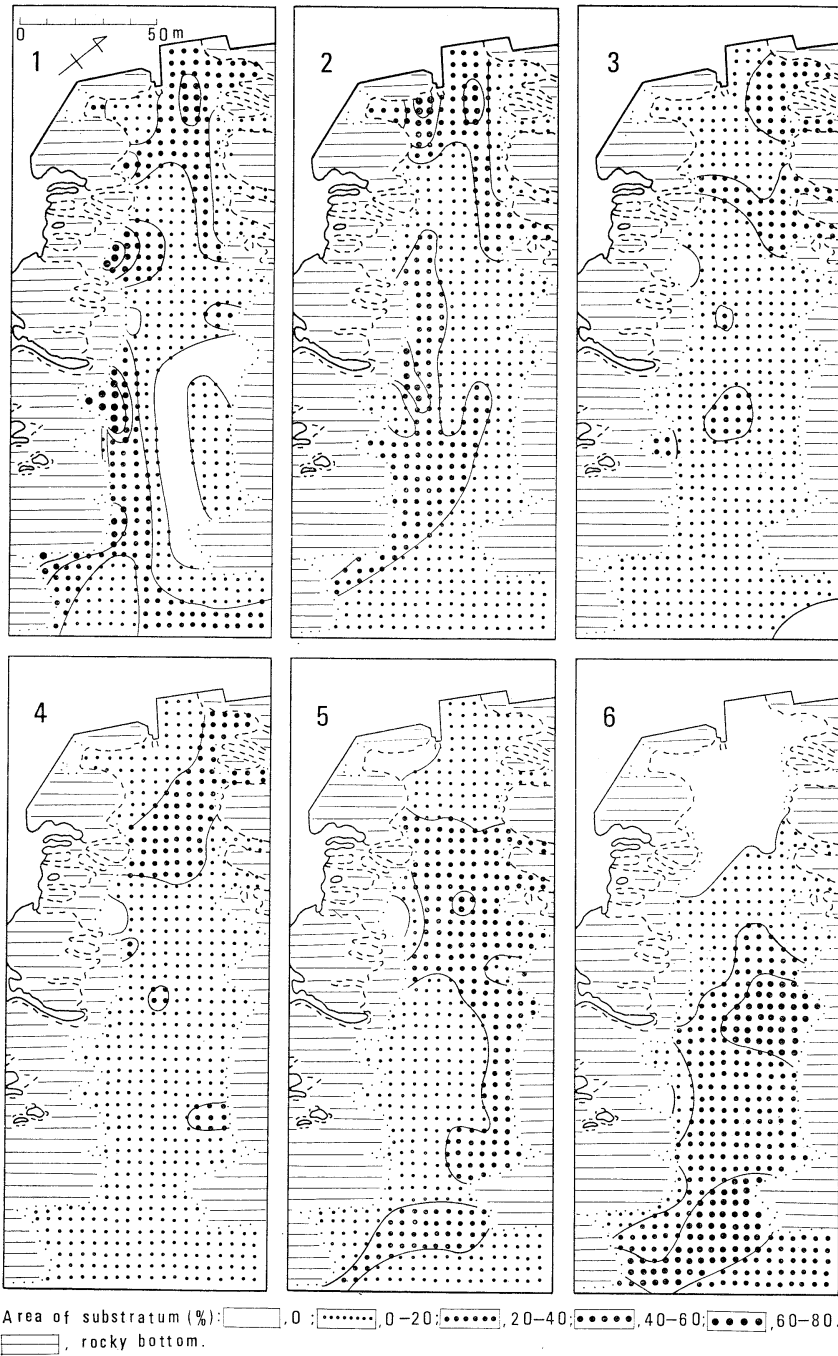 0 50 m
1
2
3
4
5
6
Area of substratum (%): , 0 ; , 0-20; , 20-40; , 40-60; , 60-80.
, rocky bottom.